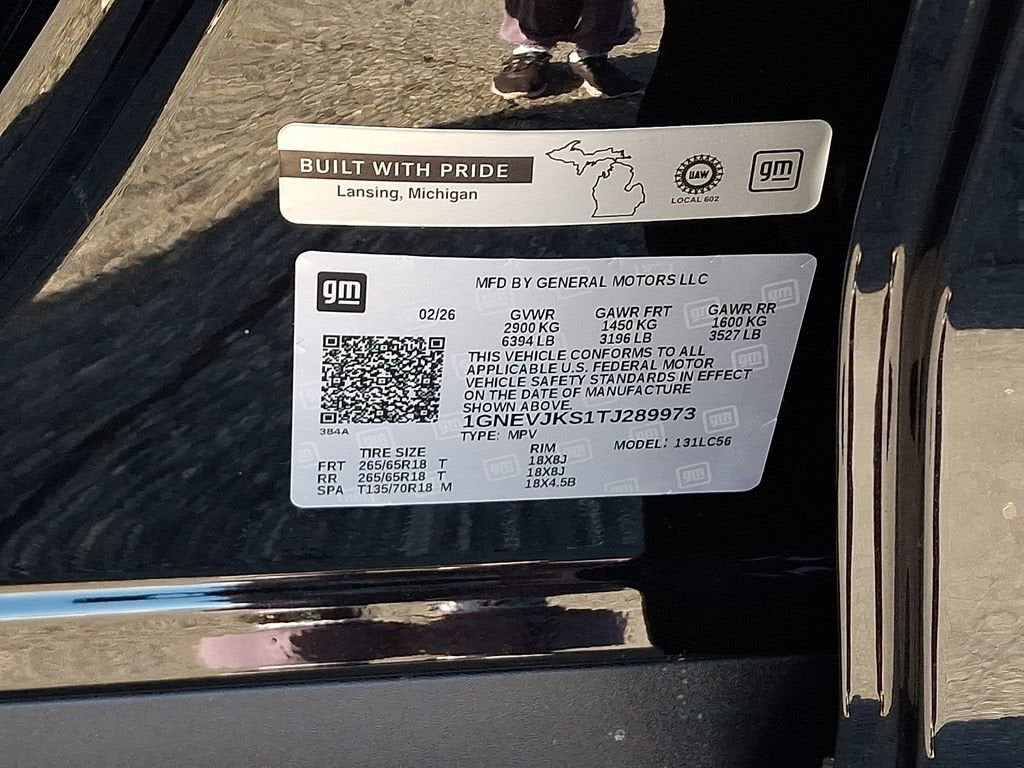 BUILT WITH PRIDE
Lansing, Michigan
UAW
LOCAL 602
gm
gm
MFD BY GENERAL MOTORS LLC
02/26 GVWR GAWR FRT GAWR RR
2900 KG 1450 KG 1600 KG
6394 LB 3196 LB 3527 LB
THIS VEHICLE CONFORMS TO ALL
APPLICABLE U.S. FEDERAL MOTOR
VEHICLE SAFETY STANDARDS IN EFFECT
ON THE DATE OF MANUFACTURE
SHOWN ABOVE.
1GNEVJKS1TJ289973
384A
TYPE: MPV MODEL: 131LC56
TIRE SIZE RIM
FRT 265/65R18 T 18X8J
RR 265/65R18 T 18X8J
SPA T135/70R18 M 18X4.5B